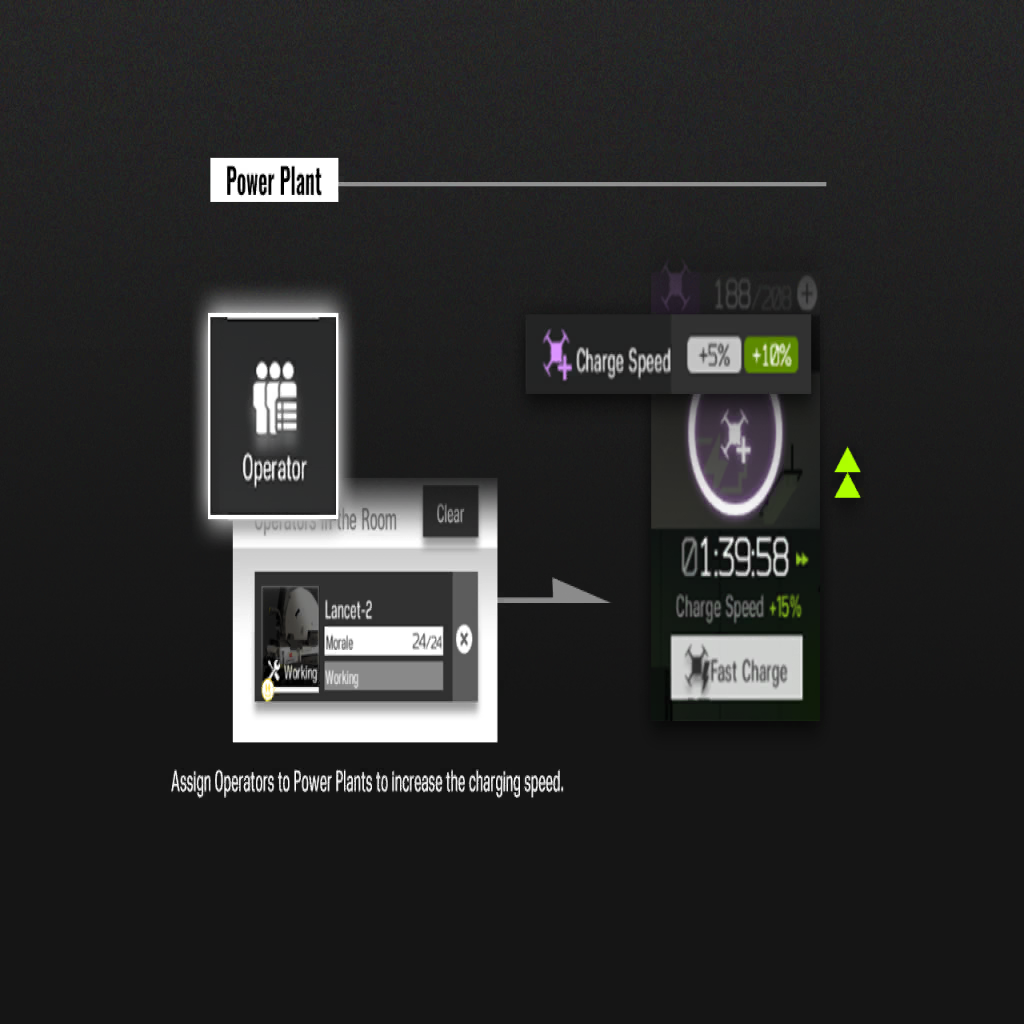 Power Plant
188/200
Charge Speed +5% +10%
Operator
Operators in the Room
Clear
Lancet-2
Morale 24/24
Working
Working
01:39:58
Charge Speed +15%
Fast Charge
Assign Operators to Power Plants to increase the charging speed.